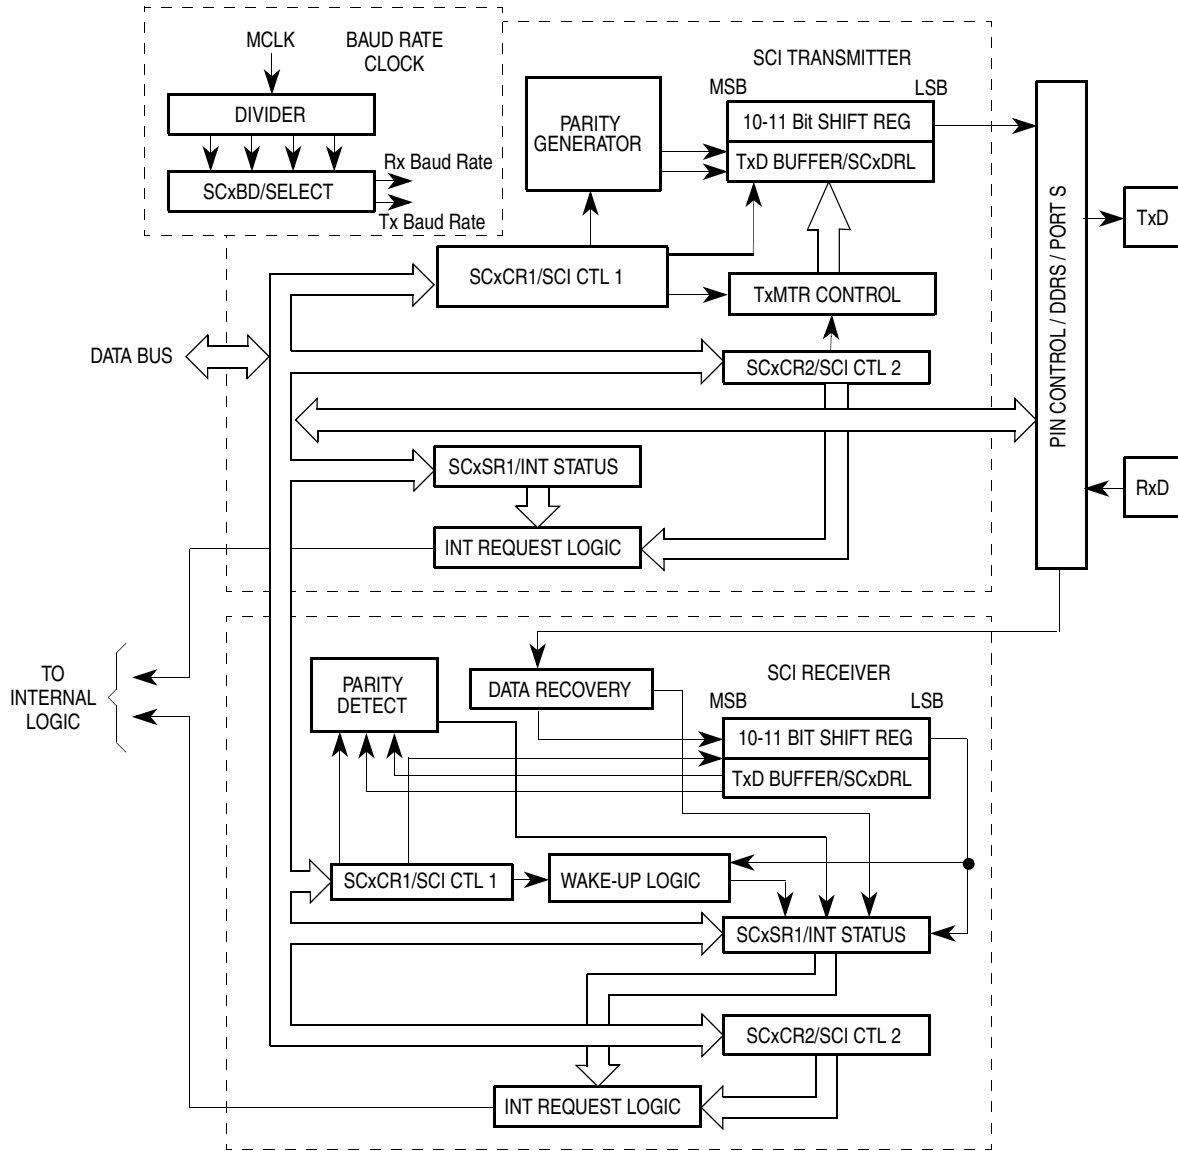 MCLK
BAUD RATE
CLOCK
DIVIDER
Rx Baud Rate
SCxBD/SELECT
Tx Baud Rate
SCI TRANSMITTER
MSB
LSB
PARITY
GENERATOR
10-11 Bit SHIFT REG
TxD BUFFER/SCxDRL
SCxCR1/SCI CTL 1
TxMTR CONTROL
DATA BUS
SCxCR2/SCI CTL 2
SCxSR1/INT STATUS
INT REQUEST LOGIC
PIN CONTROL / DDRS / PORT S
TxD
RxD
TO
INTERNAL
LOGIC
SCI RECEIVER
PARITY
DETECT
DATA RECOVERY
MSB
LSB
10-11 BIT SHIFT REG
TxD BUFFER/SCxDRL
SCxCR1/SCI CTL 1
WAKE-UP LOGIC
SCxSR1/INT STATUS
SCxCR2/SCI CTL 2
INT REQUEST LOGIC